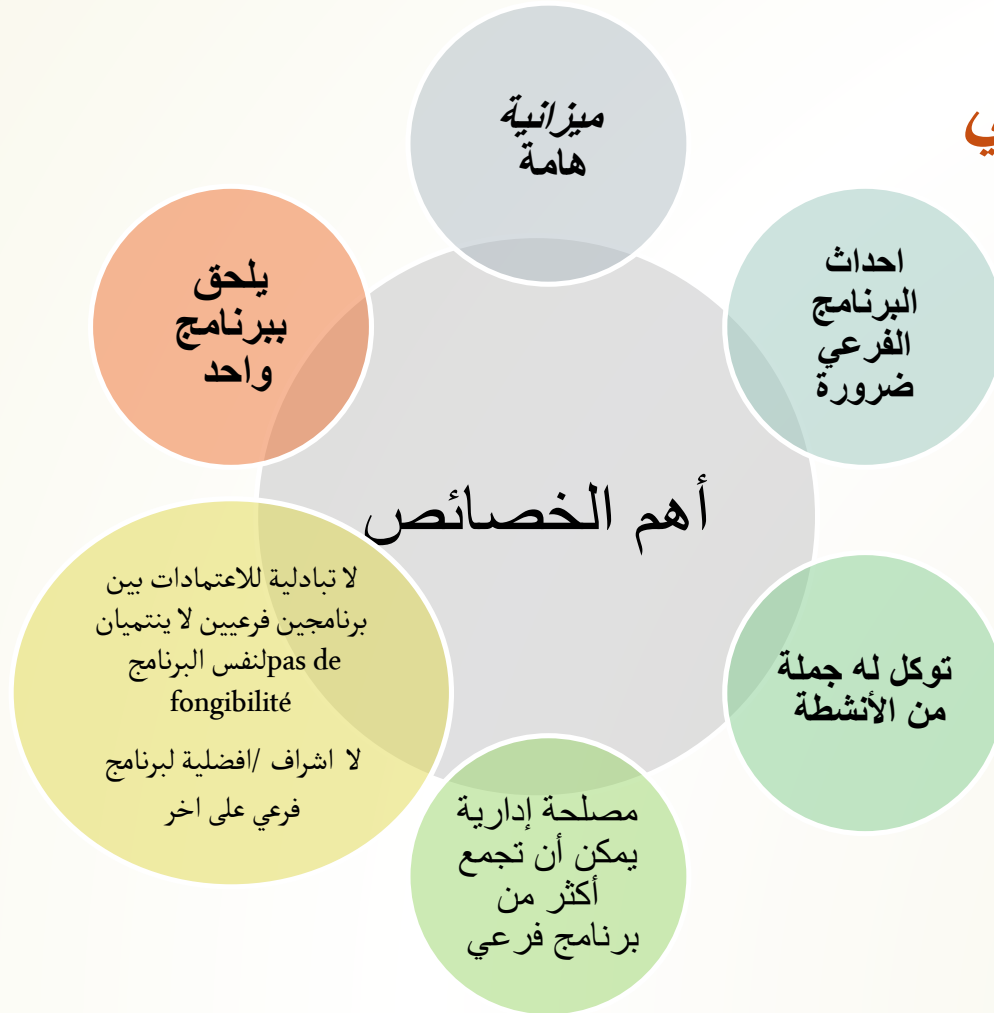 ميزانية
هامة
احداث
البرنامج
الفرعي
ضرورة
توكل له جملة
من الأنشطة
مصلحة إدارية
يمكن أن تجمع
أكثر من
برنامج فرعي
لا تبادلية للاعتمادات بين
برنامجين فرعيين لا ينتميان
لنفس البرنامج pas de
fongibilité
لا اشراف /افضلية لبرنامج
فرعي على اخر
يلحق
ببرنامج
واحد
أهم الخصائص